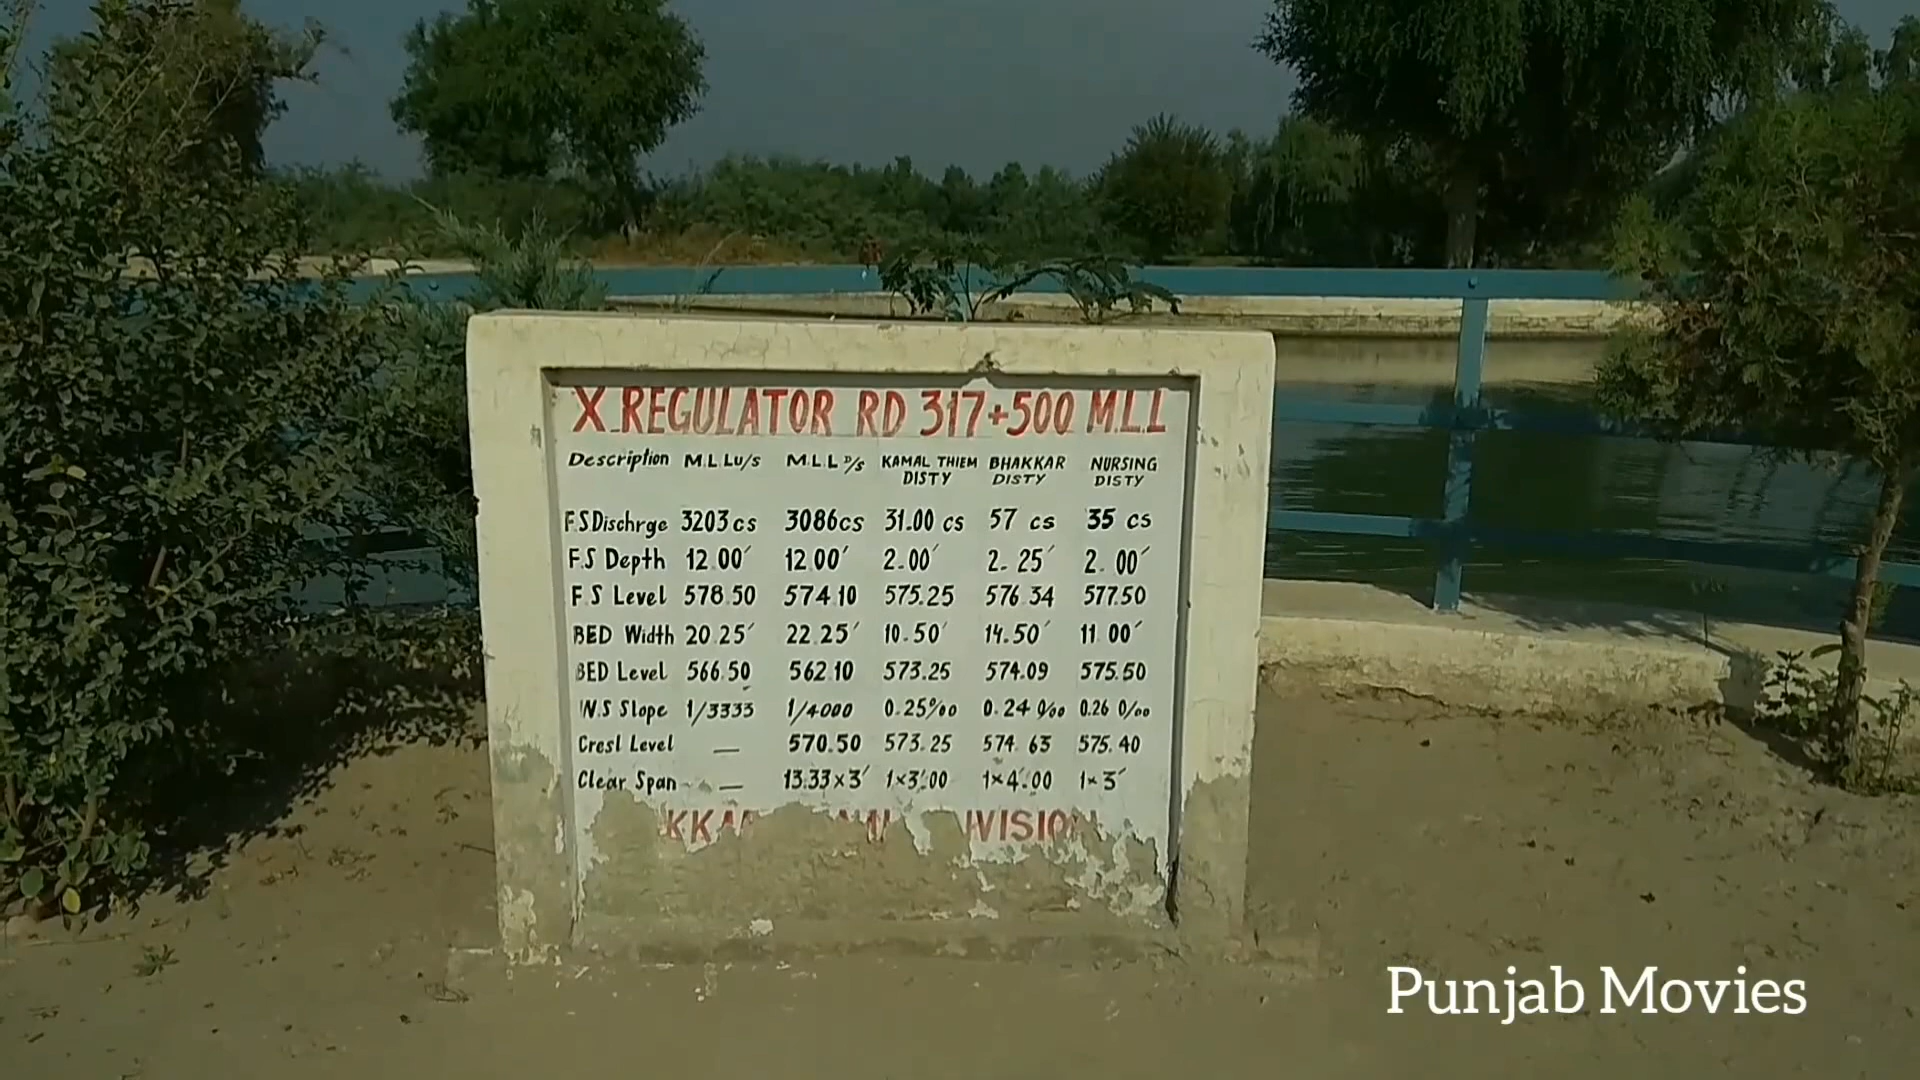 X REGULATOR RD 317+500 M.L.L
Description M.L LU/S M.L.L D/S KAMAL THIEM DISTY BHAKKAR DISTY NURSING DISTY
F.S Dischrge 3203 cs 3086 cs 31.00 cs 57 cs 35 cs
F.S Depth 12.00′ 12.00′ 2.00′ 2.25′ 2.00′
F S Level 578.50 574.10 575.25 576.34 577.50
BED Width 20.25′ 22.25′ 10.50′ 14.50′ 11.00′
BED Level 566.50 562.10 573.25 574.09 575.50
W.S Slope 1/3333 1/4000 0.25‰ 0.24 ‰ 0.26 ‰
Crest Level — 570.50 573.25 574.63 575.40
Clear Span — 13.33×3′ 1×3′.00 1×4′.00 1×3′
Punjab Movies